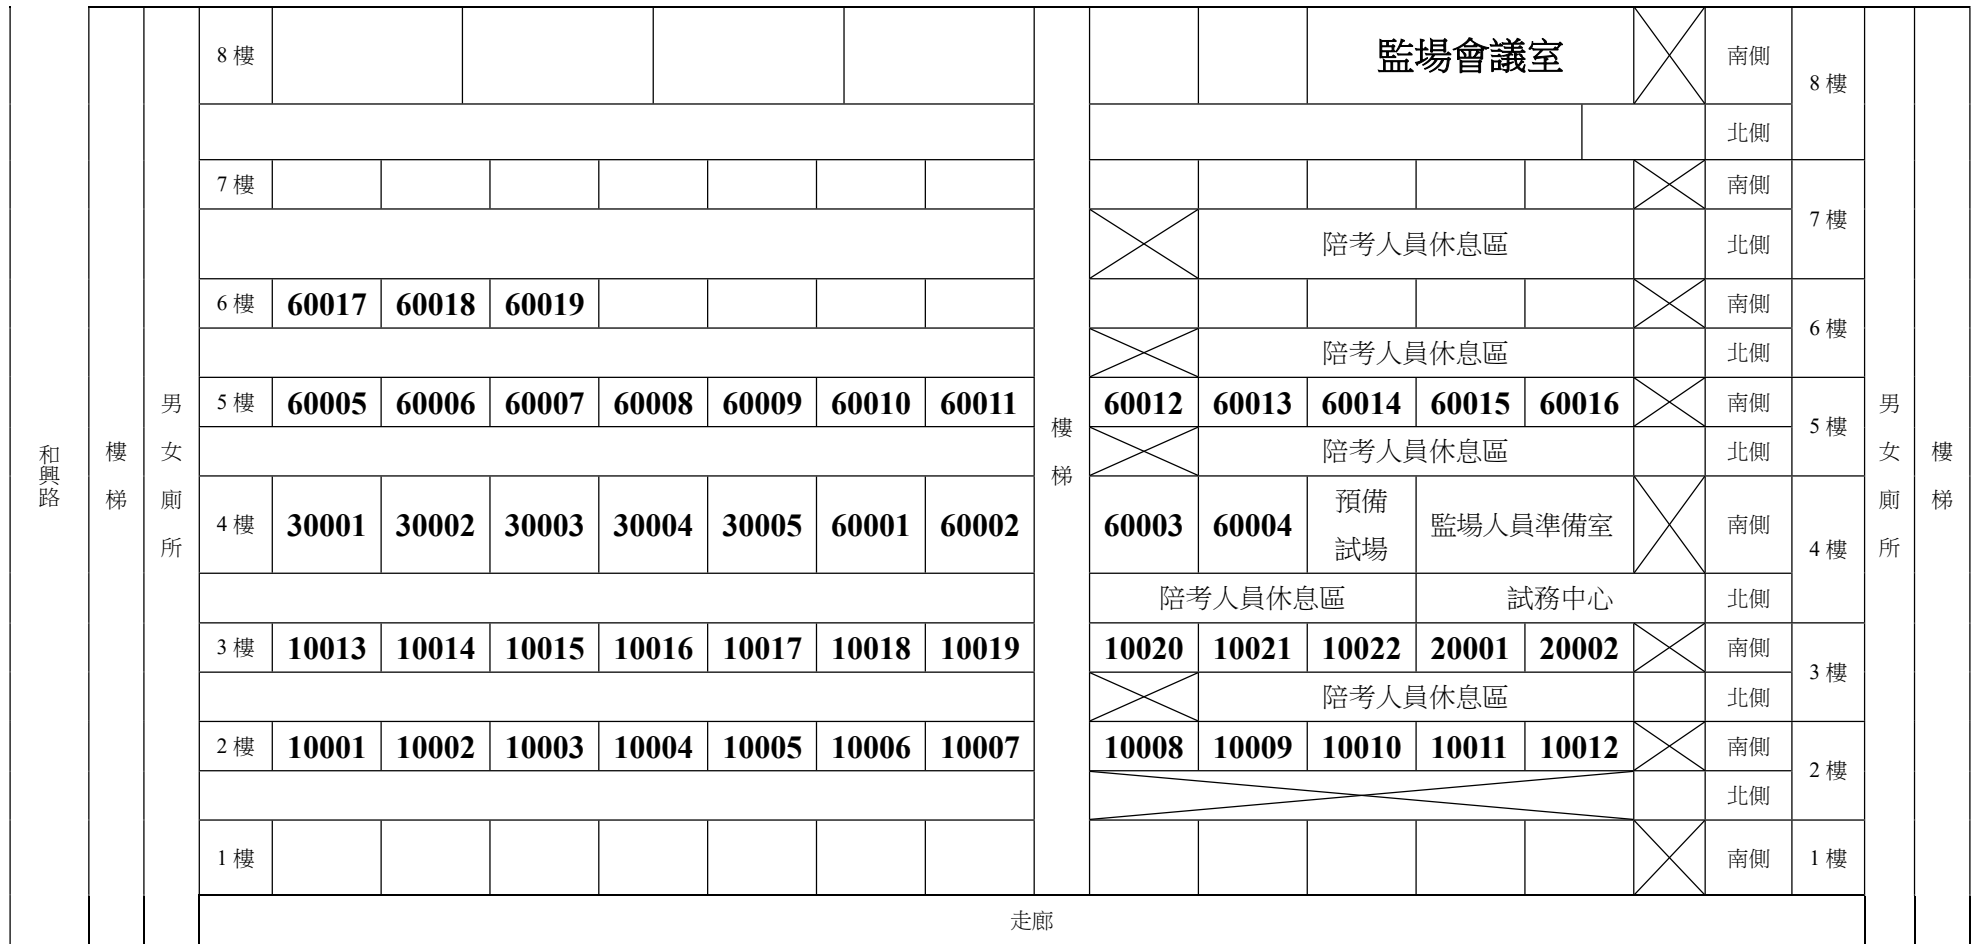 8 樓 監場會議室 南側 8 樓
北側
7 樓 南側 7 樓
陪考人員休息區 北側
6 樓 60017 60018 60019 南側 6 樓
陪考人員休息區 北側
5 樓 60005 60006 60007 60008 60009 60010 60011 60012 60013 60014 60015 60016 南側 5 樓
陪考人員休息區 北側
和興路 樓梯 男女廁所 樓梯 男女廁所 樓梯
4 樓 30001 30002 30003 30004 30005 60001 60002 60003 60004 預備試場 監場人員準備室 南側 4 樓
陪考人員休息區 試務中心 北側
3 樓 10013 10014 10015 10016 10017 10018 10019 10020 10021 10022 20001 20002 南側 3 樓
陪考人員休息區 北側
2 樓 10001 10002 10003 10004 10005 10006 10007 10008 10009 10010 10011 10012 南側 2 樓
北側
1 樓 南側 1 樓
走廊